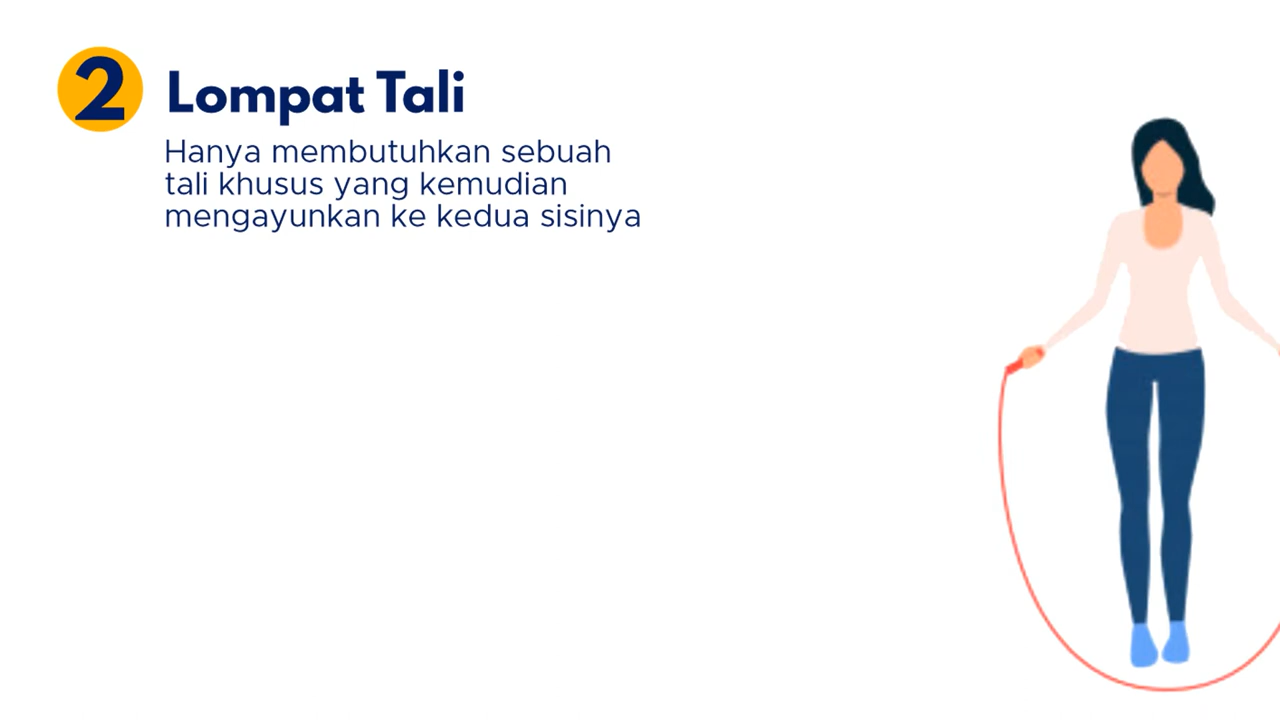 2 Lompat Tali
Hanya membutuhkan sebuah
tali khusus yang kemudian
mengayunkan ke kedua sisinya